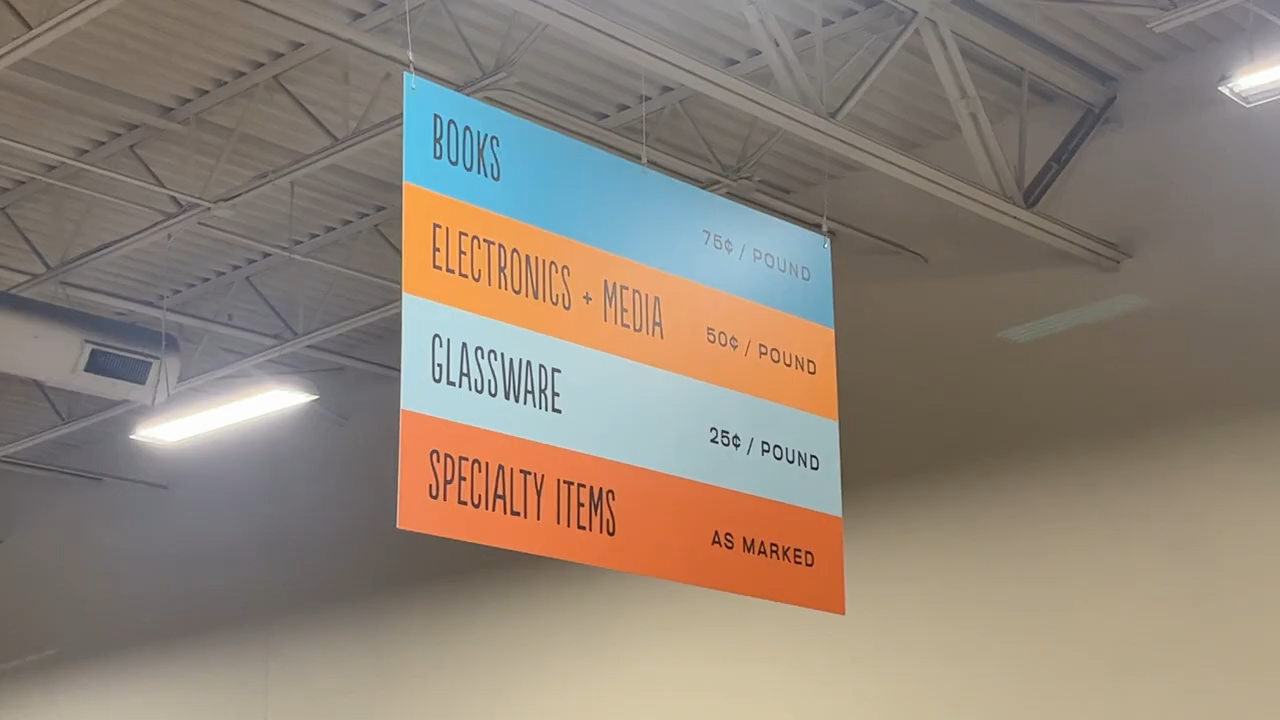 BOOKS
75¢ / POUND
ELECTRONICS + MEDIA
50¢ / POUND
GLASSWARE
25¢ / POUND
SPECIALTY ITEMS
AS MARKED